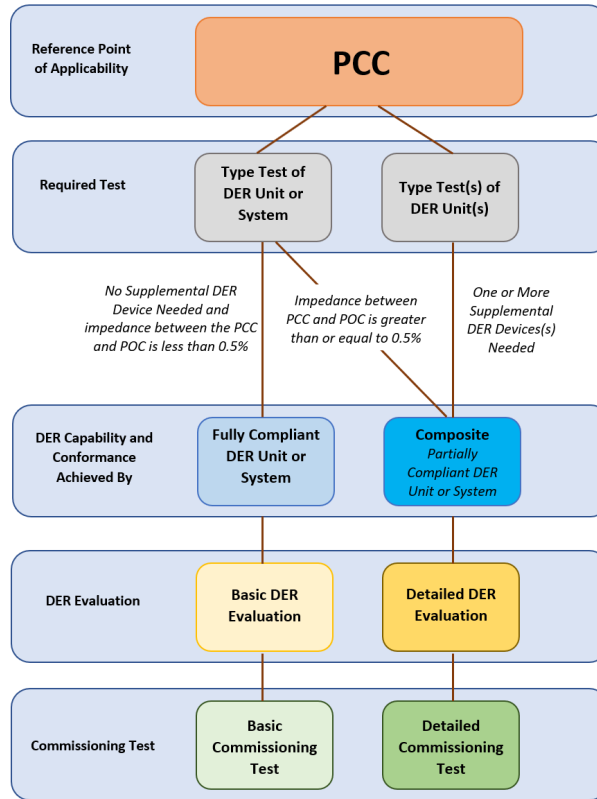 Reference Point
of Applicability
PCC
Required Test
Type Test of
DER Unit or
System
Type Test(s) of
DER Unit(s)
No Supplemental DER
Device Needed and
impedance between the PCC
and POC is less than 0.5%
Impedance between
PCC and POC is greater
than or equal to 0.5%
One or More
Supplemental
DER Devices(s)
Needed
DER Capability and
Conformance
Achieved By
Fully Compliant
DER Unit or
System
Composite
Partially
Compliant DER
Unit or System
DER Evaluation
Basic DER
Evaluation
Detailed DER
Evaluation
Commissioning Test
Basic
Commissioning
Test
Detailed
Commissioning
Test